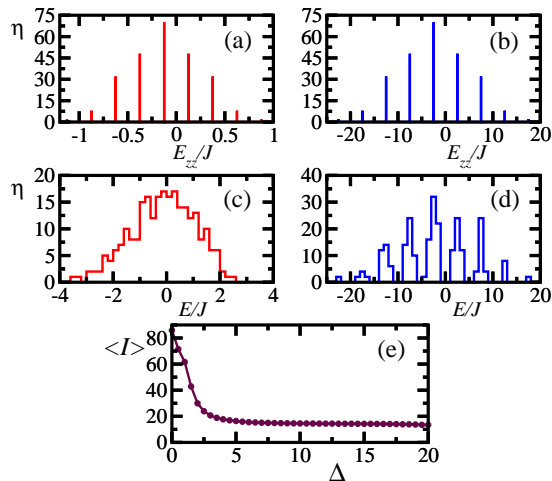 η 75 60 45 30 15 0 (a) 75 60 45 30 15 0 (b)
-1 -0.5 0 0.5 1 -20 -10 0 10 20
E_zz/J E_zz/J
η 20 15 10 5 0 (c) 40 30 20 10 0 (d)
-4 -2 0 2 4 -20 -10 0 10 20
E/J E/J
<I> 80 60 40 20 0 (e)
0 5 10 15 20
Δ